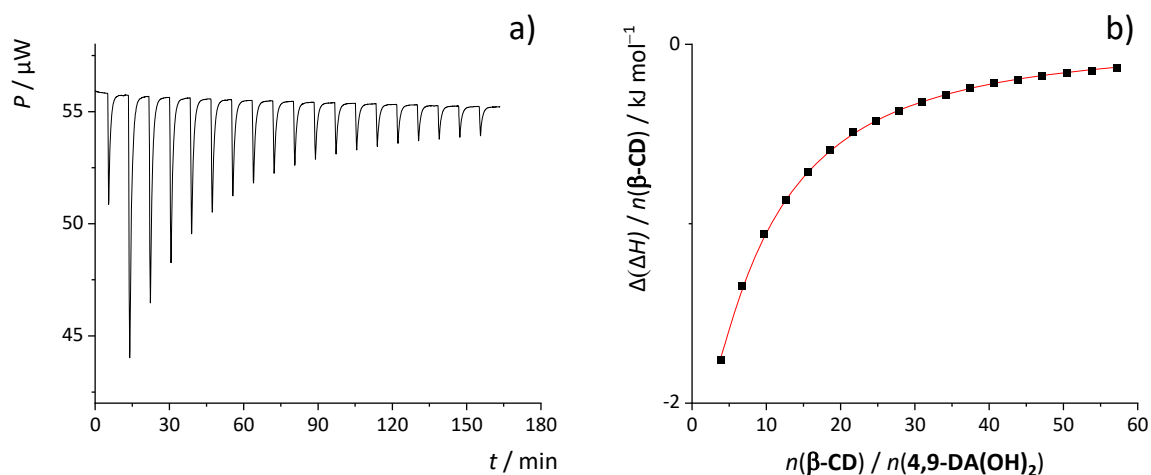 a)
P / μW
55
50
45
0 30 60 90 120 150 180
t / min
b)
Δ(ΔH) / n(β-CD) / kJ mol⁻¹
0
-1
-2
0 10 20 30 40 50 60
n(β-CD) / n(4,9-DA(OH)₂)